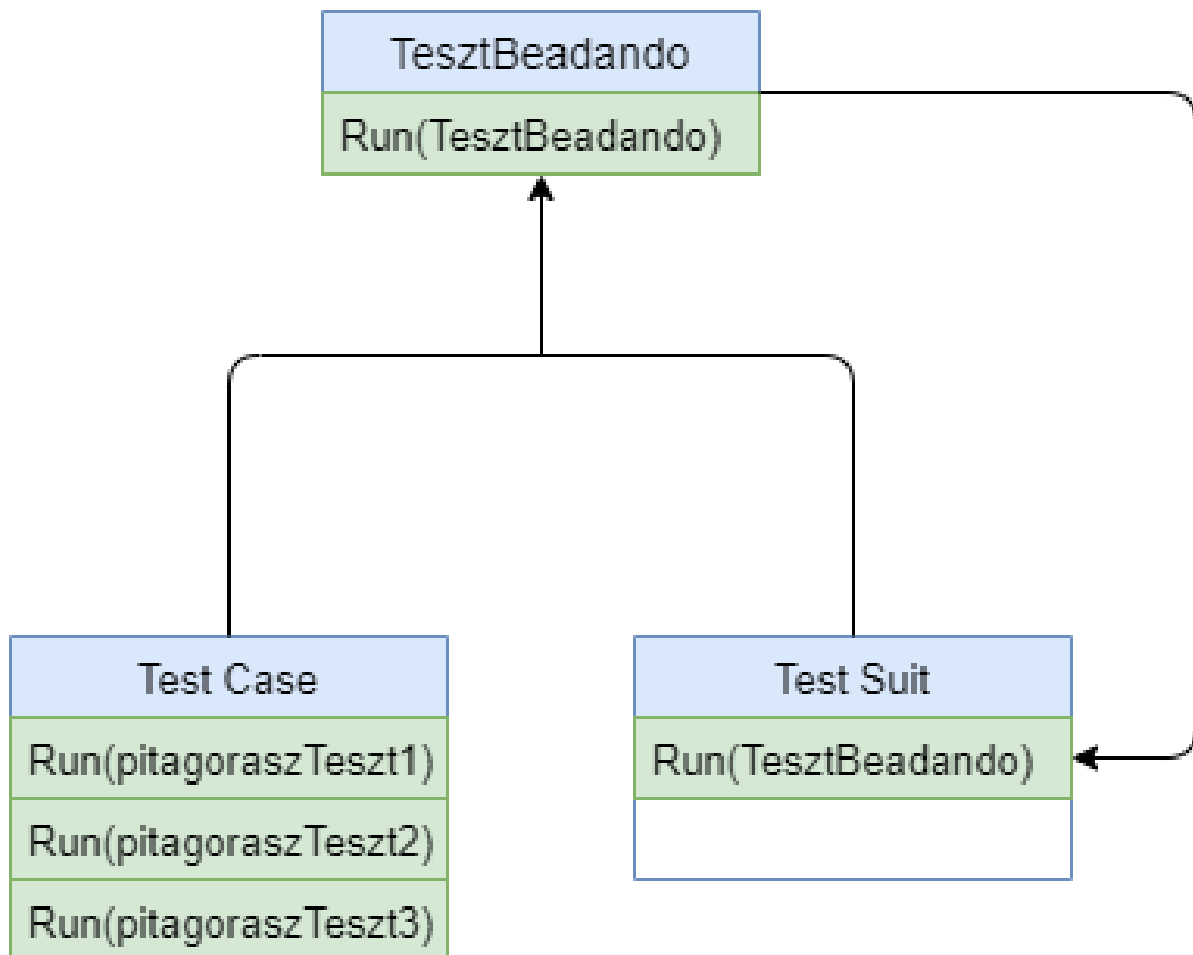 TesztBeadando
Run(TesztBeadando)
Test Case
Run(pitagoraszTeszt1)
Run(pitagoraszTeszt2)
Run(pitagoraszTeszt3)
Test Suit
Run(TesztBeadando)